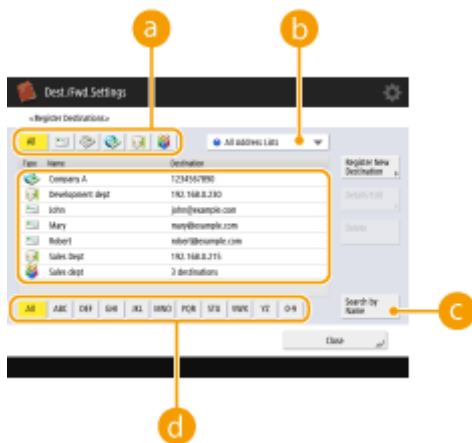 a
b
Dest./Fwd.Settings
<Register Destinations>
All
All Address Lists
Type Name Destination
Register New
Destination
Company A 1234567890
Development dept 192.168.0.230
Details/Edit
John john@example.com
Mary mary@example.com
Delete
Robert robert@example.com
Sales Dept 192.168.0.215
Sales dept 3 destinations
All ABC DEF GHI JKL MNO PQR STU VWX YZ 0-9
Search by
Name
c
Close
d